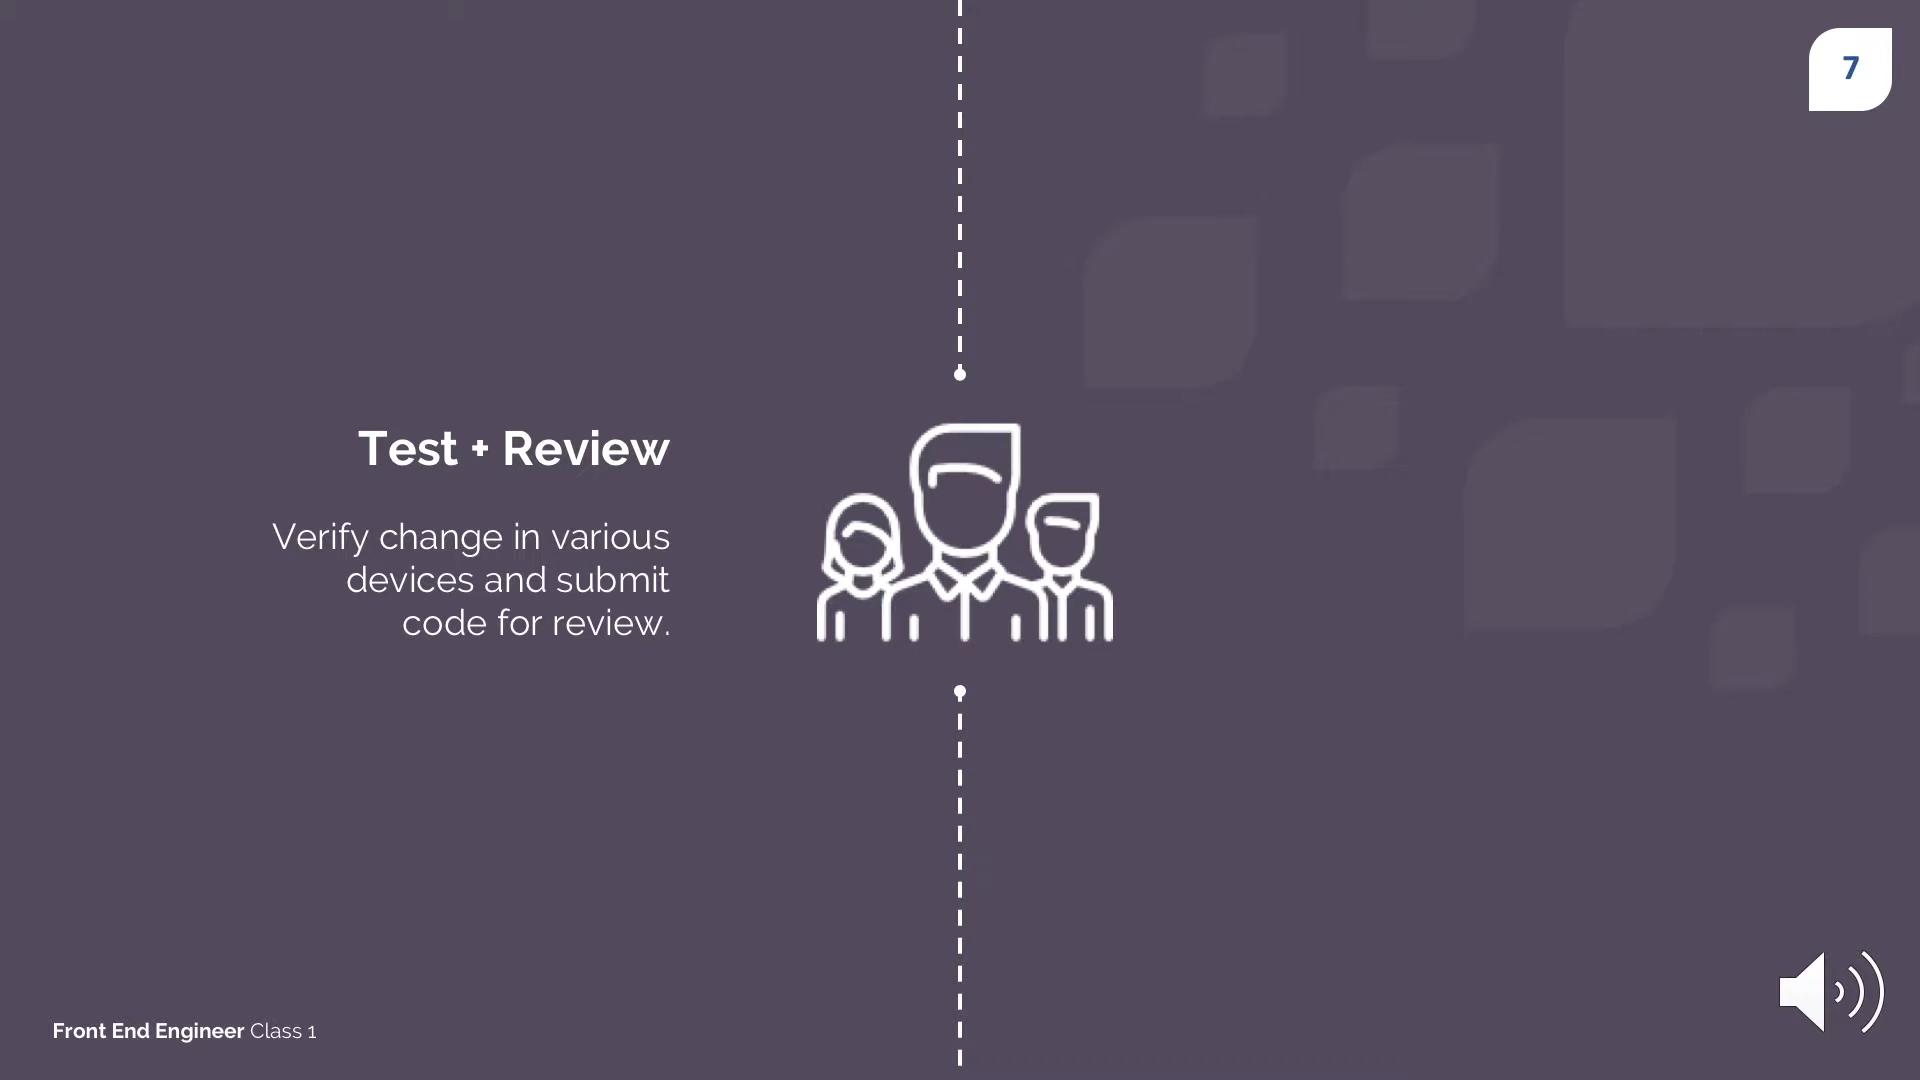 7
Test + Review
Verify change in various
devices and submit
code for review.
Front End Engineer Class 1